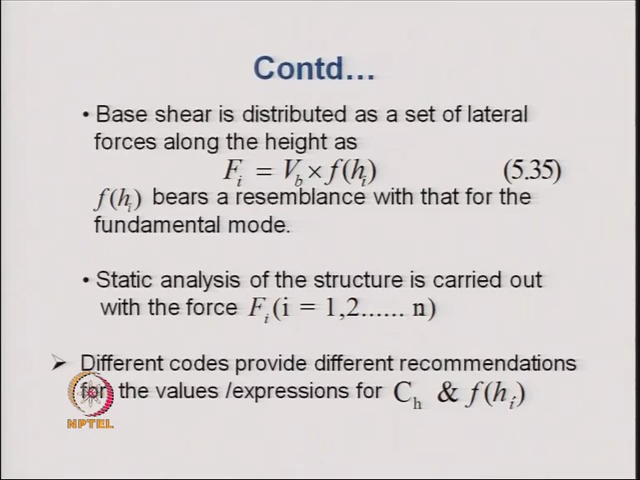 Contd…
• Base shear is distributed as a set of lateral
forces along the height as
F_i = V_b × f(h_i) (5.35)
f(h_i) bears a resemblance with that for the
fundamental mode.
• Static analysis of the structure is carried out
with the force F_i (i = 1,2...... n)
➢ Different codes provide different recommendations
for the values /expressions for C_h & f(h_i)
NPTEL